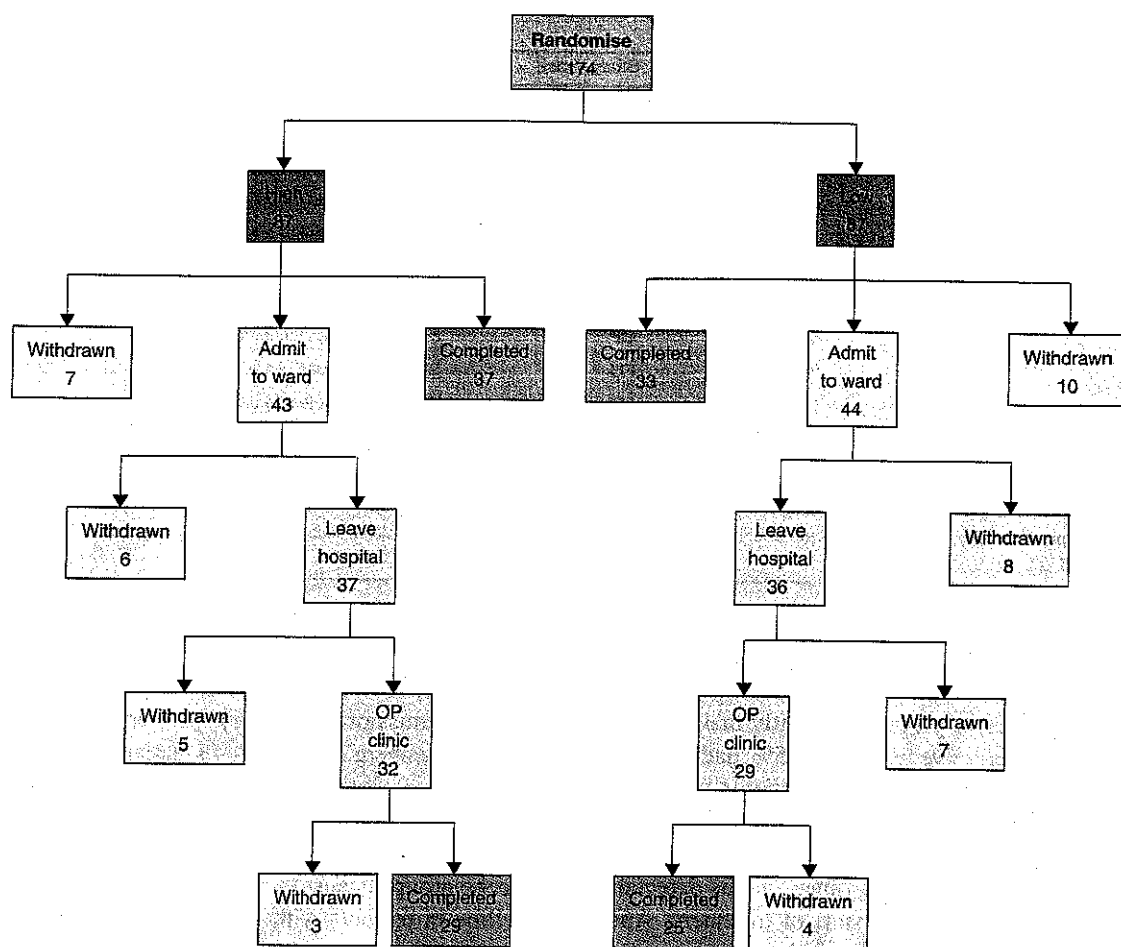 Randomise
174
High
87
Low
87
Withdrawn
7
Admit
to ward
43
Completed
37
Completed
33
Admit
to ward
44
Withdrawn
10
Withdrawn
6
Leave
hospital
37
Leave
hospital
36
Withdrawn
8
Withdrawn
5
OP
clinic
32
OP
clinic
29
Withdrawn
7
Withdrawn
3
Completed
29
Completed
25
Withdrawn
4